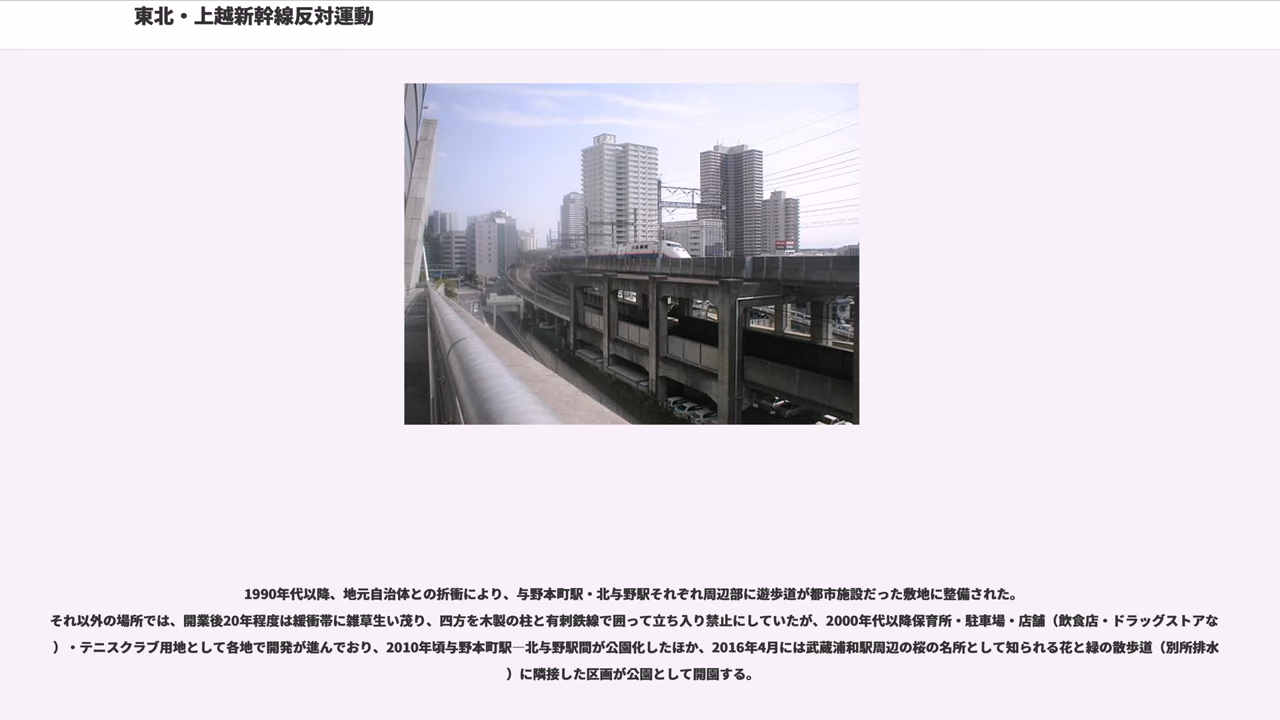 東北・上越新幹線反対運動
1990年代以降、地元自治体との折衝により、与野本町駅・北与野駅それぞれ周辺部に遊歩道が都市施設だった敷地に整備された。
それ以外の場所では、開業後20年程度は緩衝帯に雑草生い茂り、四方を木製の柱と有刺鉄線で囲って立ち入り禁止にしていたが、2000年代以降保育所・駐車場・店舗（飲食店・ドラッグストアな
）・テニスクラブ用地として各地で開発が進んでおり、2010年頃与野本町駅―北与野駅間が公園化したほか、2016年4月には武蔵浦和駅周辺の桜の名所として知られる花と緑の散歩道（別所排水
）に隣接した区画が公園として開園する。